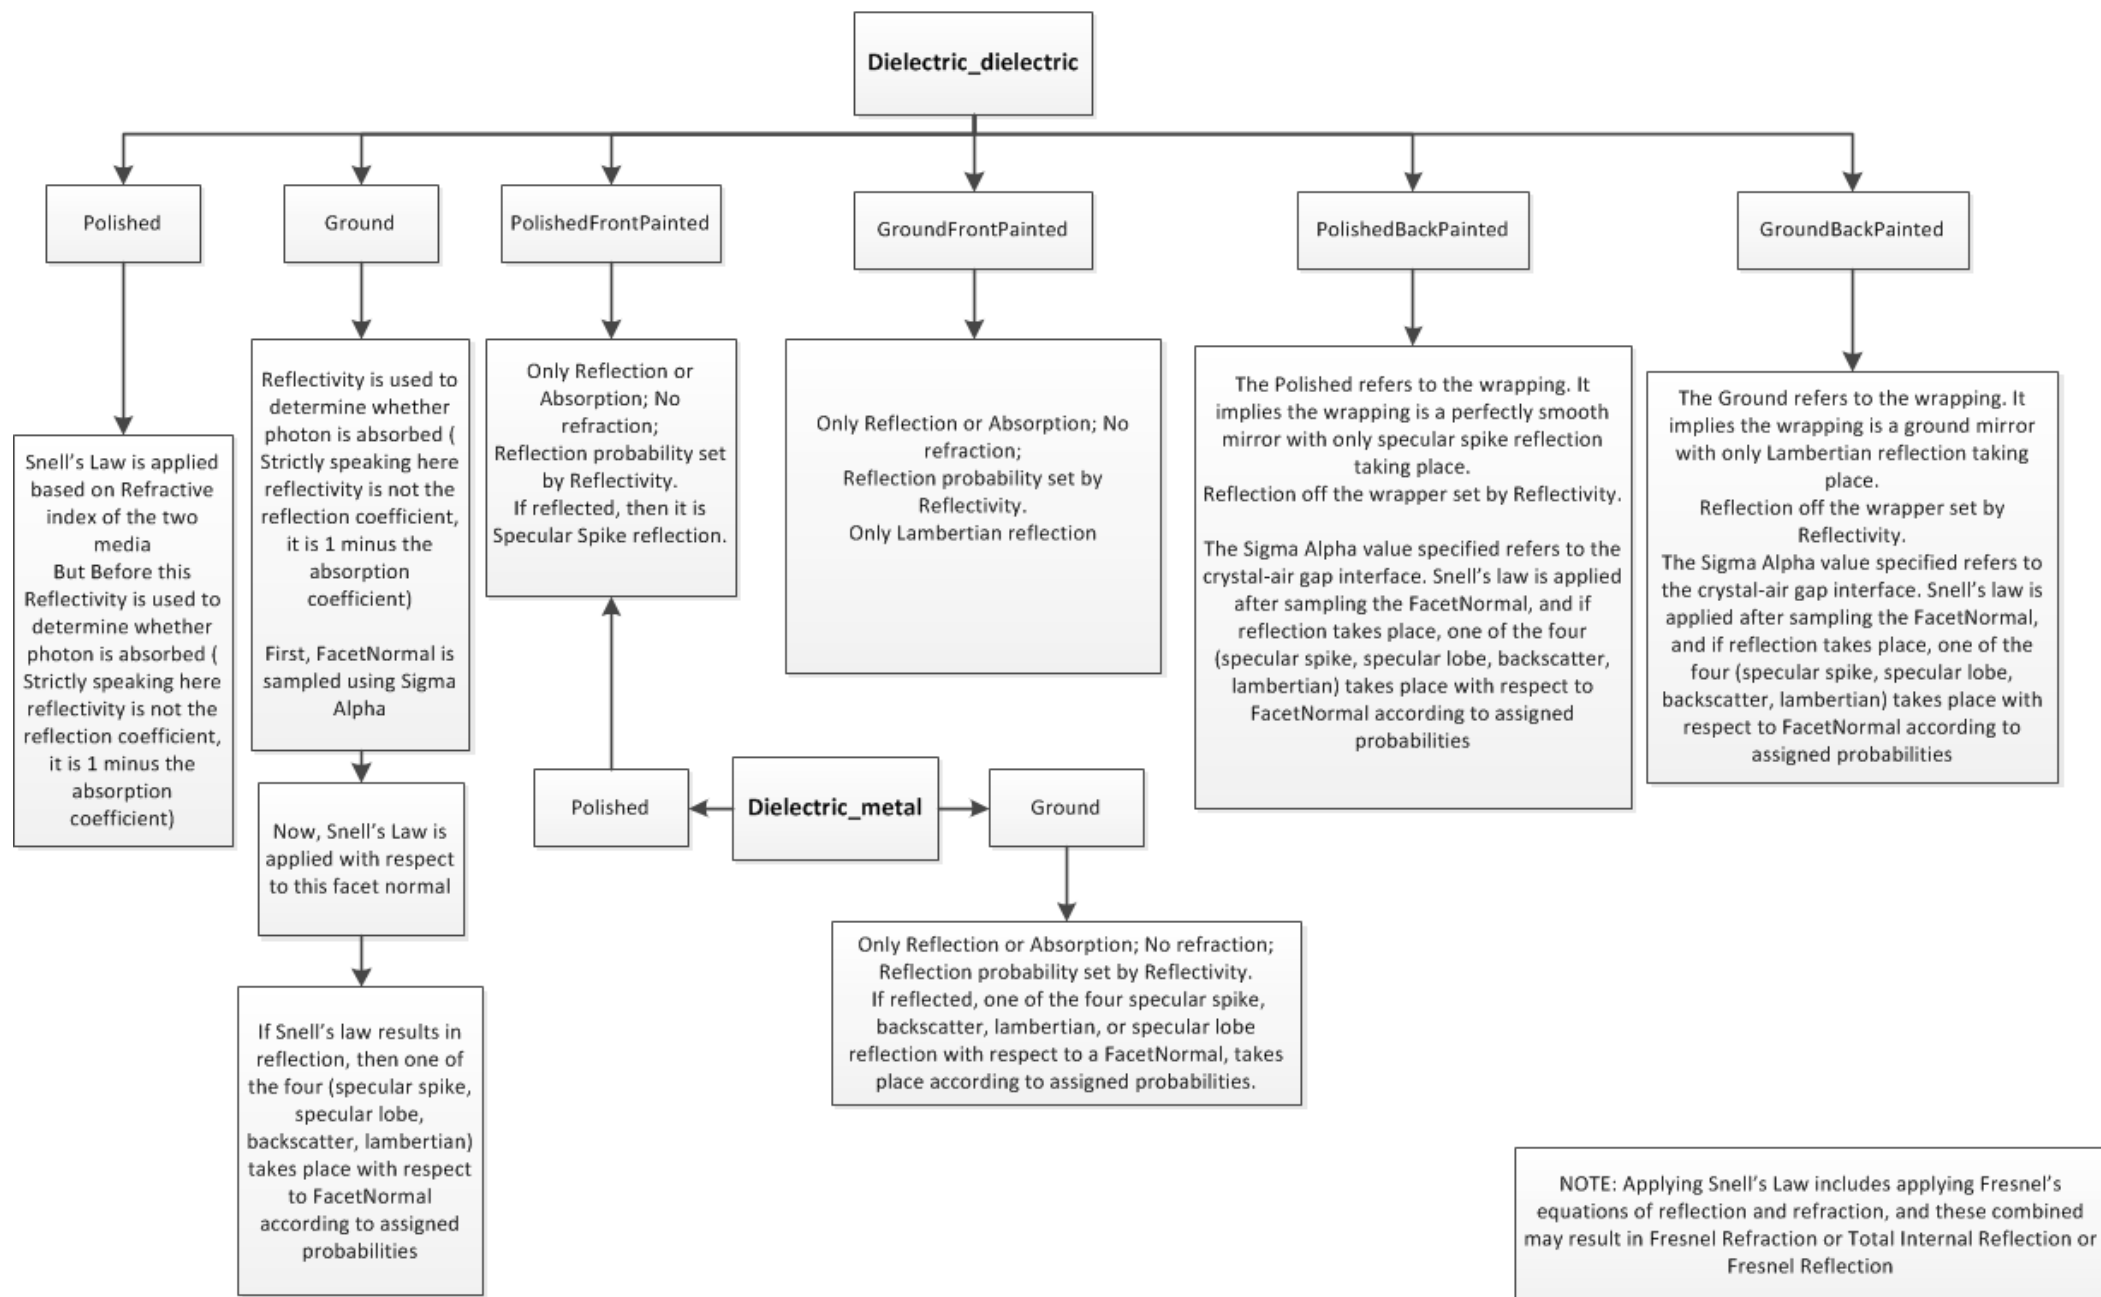 Dielectric_dielectric
Polished
Ground
PolishedFrontPainted
GroundFrontPainted
PolishedBackPainted
GroundBackPainted
Snell’s Law is applied
based on Refractive
index of the two
media
But Before this
Reflectivity is used to
determine whether
photon is absorbed (
Strictly speaking here
reflectivity is not the
reflection coefficient,
it is 1 minus the
absorption
coefficient)
Reflectivity is used to
determine whether
photon is absorbed (
Strictly speaking here
reflectivity is not the
reflection coefficient,
it is 1 minus the
absorption
coefficient)
First, FacetNormal is
sampled using Sigma
Alpha
Now, Snell’s Law is
applied with respect
to this facet normal
If Snell’s law results in
reflection, then one of
the four (specular spike,
specular lobe,
backscatter, lambertian)
takes place with respect
to FacetNormal
according to assigned
probabilities
Only Reflection or
Absorption; No
refraction;
Reflection probability set
by Reflectivity.
If reflected, then it is
Specular Spike reflection.
Only Reflection or Absorption; No
refraction;
Reflection probability set by
Reflectivity.
Only Lambertian reflection
The Polished refers to the wrapping. It
implies the wrapping is a perfectly smooth
mirror with only specular spike reflection
taking place.
Reflection off the wrapper set by Reflectivity.
The Sigma Alpha value specified refers to the
crystal-air gap interface. Snell’s law is applied
after sampling the FacetNormal, and if
reflection takes place, one of the four
(specular spike, specular lobe, backscatter,
lambertian) takes place with respect to
FacetNormal according to assigned
probabilities
The Ground refers to the wrapping. It
implies the wrapping is a ground mirror
with only Lambertian reflection taking
place.
Reflection off the wrapper set by
Reflectivity.
The Sigma Alpha value specified refers to
the crystal-air gap interface. Snell’s law is
applied after sampling the FacetNormal,
and if reflection takes place, one of the
four (specular spike, specular lobe,
backscatter, lambertian) takes place with
respect to FacetNormal according to
assigned probabilities
Polished
Dielectric_metal
Ground
Only Reflection or Absorption; No refraction;
Reflection probability set by Reflectivity.
If reflected, one of the four specular spike,
backscatter, lambertian, or specular lobe
reflection with respect to a FacetNormal, takes
place according to assigned probabilities.
NOTE: Applying Snell’s Law includes applying Fresnel’s
equations of reflection and refraction, and these combined
may result in Fresnel Refraction or Total Internal Reflection or
Fresnel Reflection